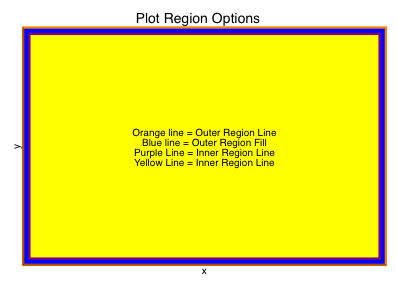 Plot Region Options
Orange line = Outer Region Line
Blue line = Outer Region Fill
Purple Line = Inner Region Line
Yellow Line = Inner Region Line
y
x